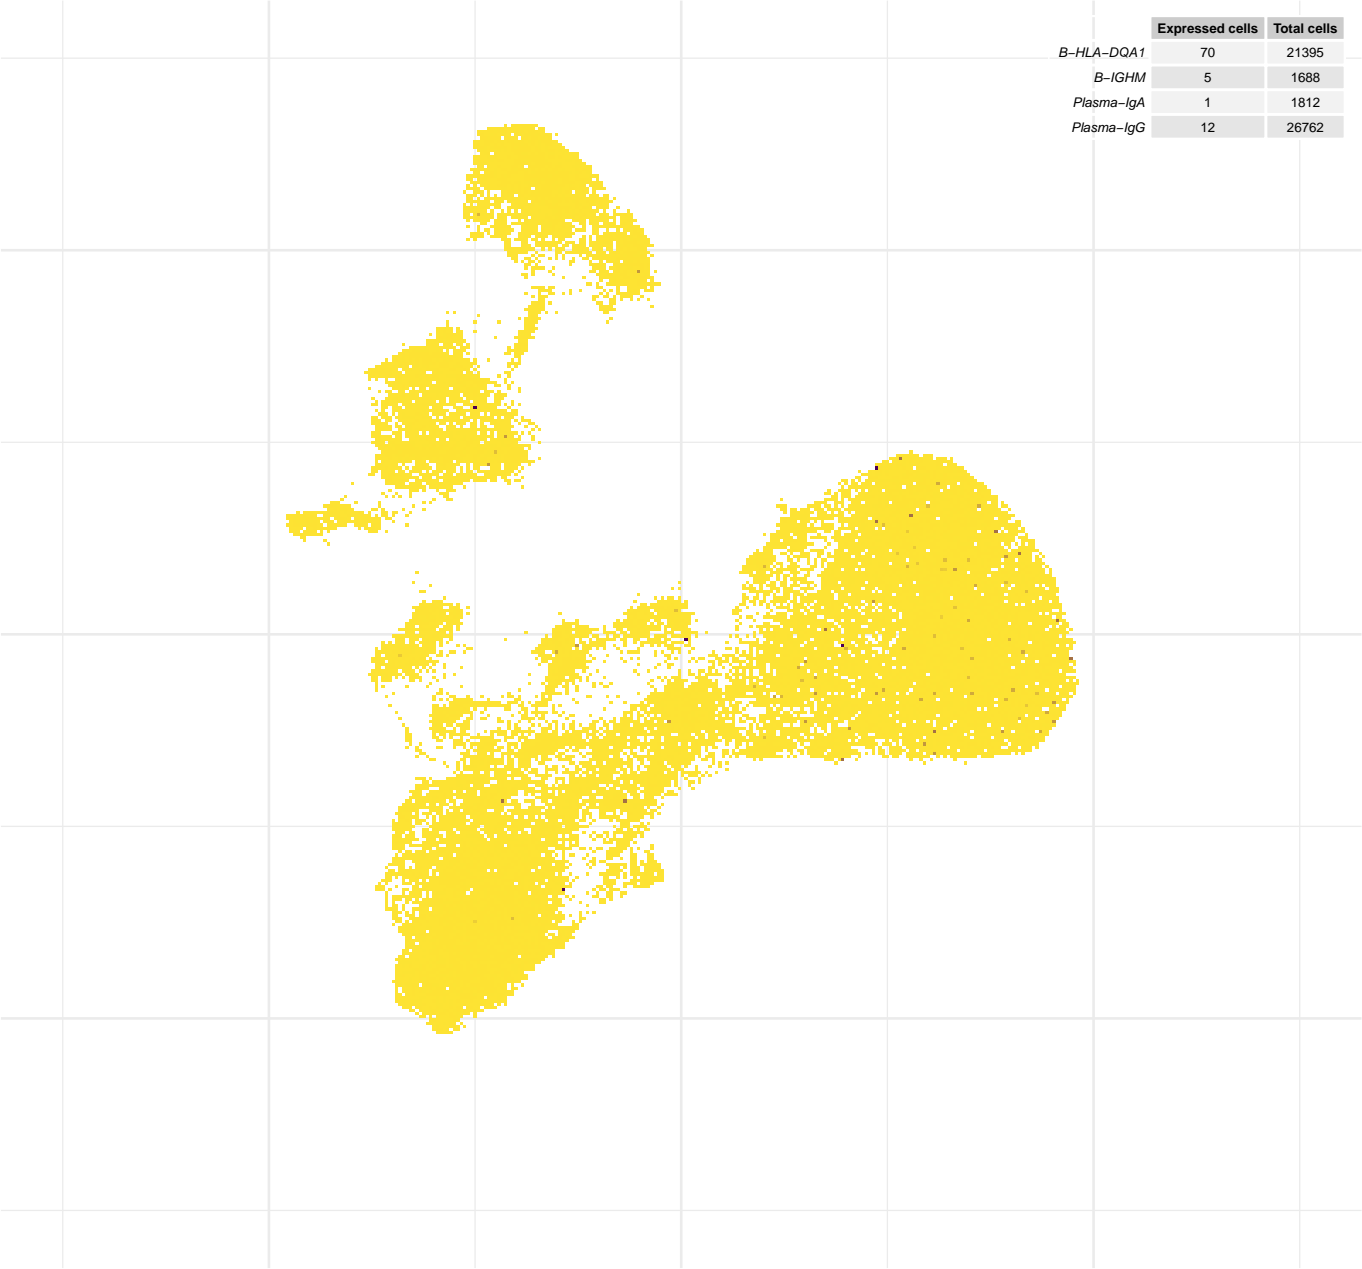 Expressed cells Total cells
B−HLA−DQA1 70 21395
B−IGHM 5 1688
Plasma−IgA 1 1812
Plasma−IgG 12 26762